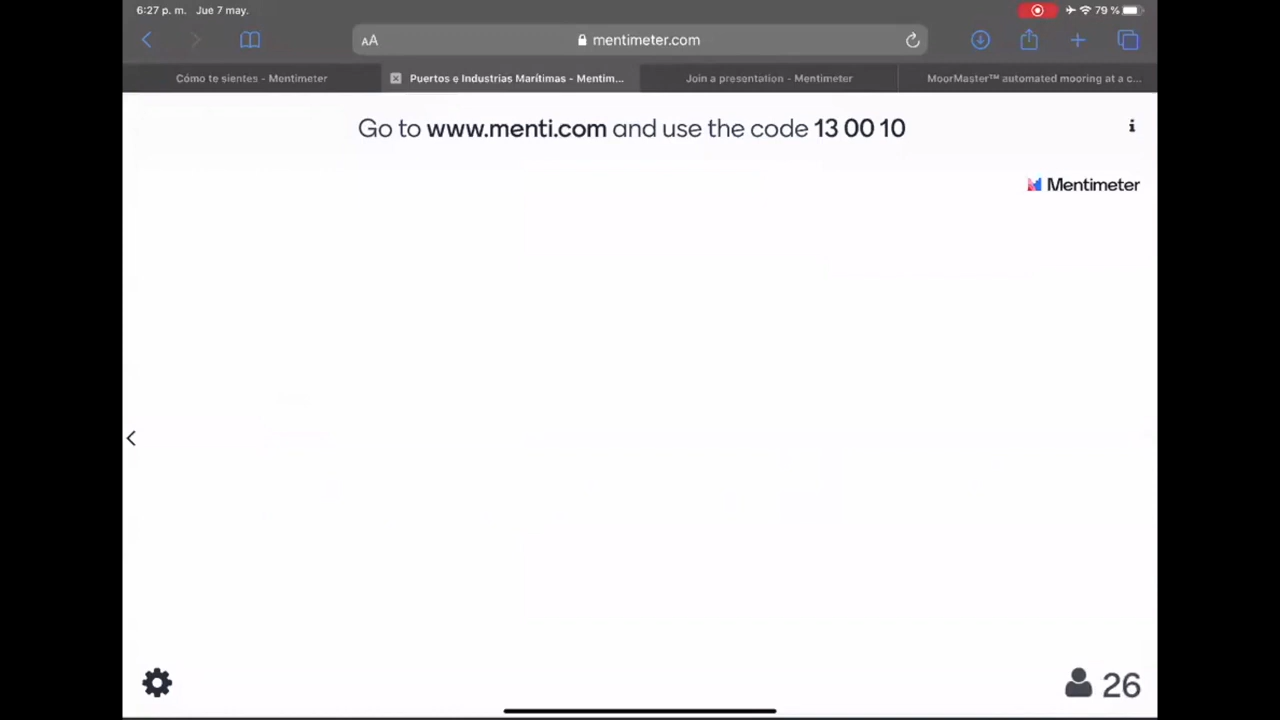 6:27 p. m. Jue 7 may.
79 %
AA
mentimeter.com
Cómo te sientes - Mentimeter
Puertos e Industrias Marítimas - Mentim...
Join a presentation - Mentimeter
MoorMaster™ automated mooring at a c...
Go to www.menti.com and use the code 13 00 10
Mentimeter
26